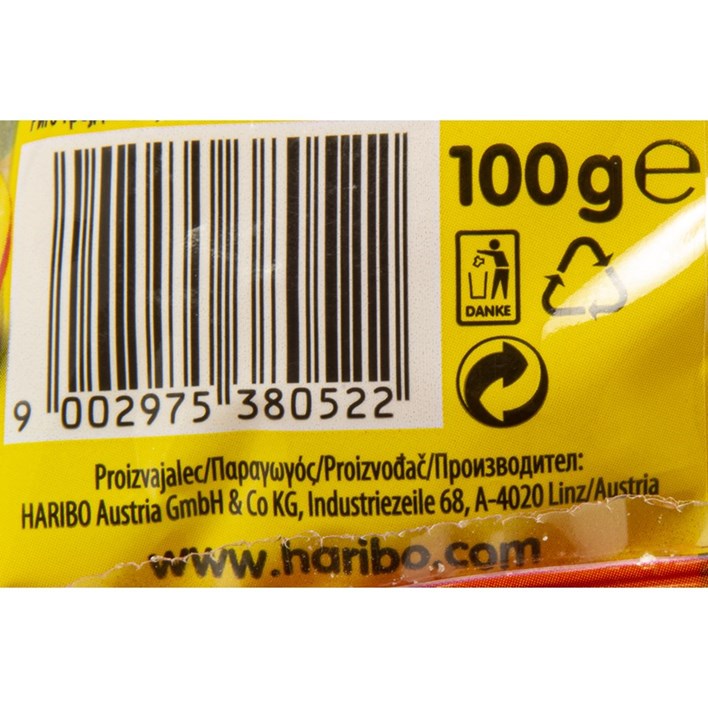 100g℮
DANKE
9 002975 380522
Proizvajalec/Παραγωγός/Proizvođač/Производител:
HARIBO Austria GmbH & Co KG, Industriezeile 68, A-4020 Linz/Austria
www.haribo.com